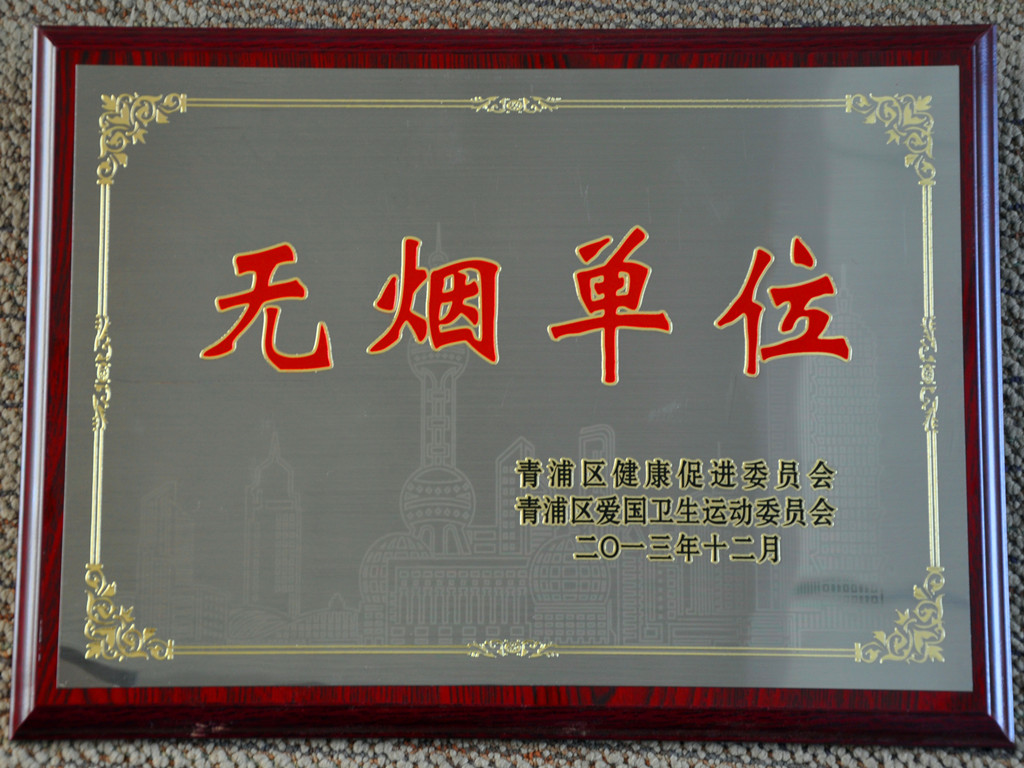 无烟单位
青浦区健康促进委员会
青浦区爱国卫生运动委员会
二〇一三年十二月